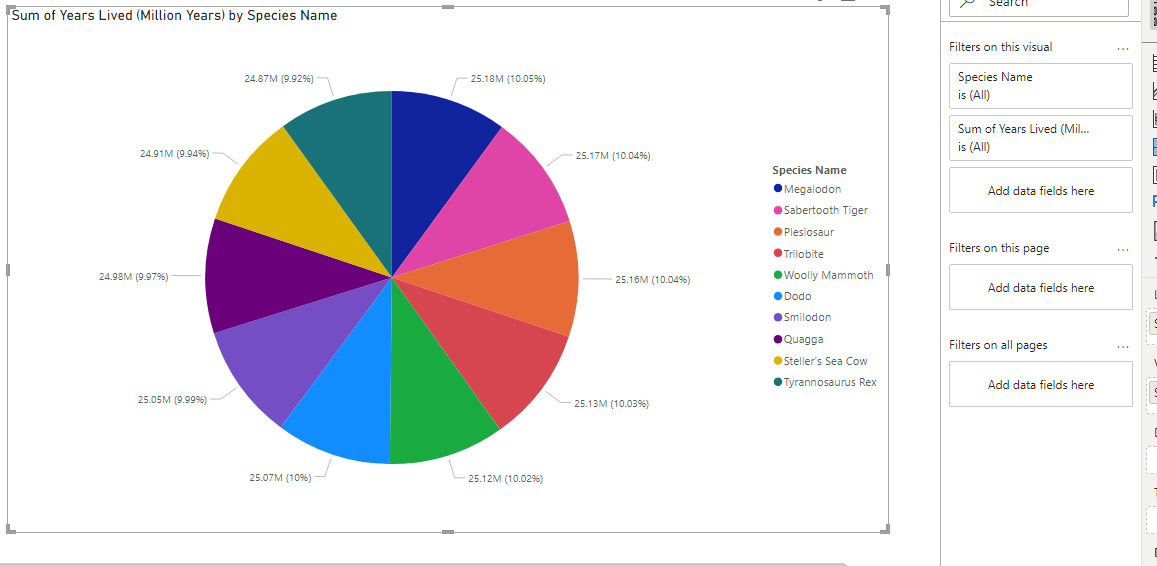 Sum of Years Lived (Million Years) by Species Name
24.87M (9.92%)
25.18M (10.05%)
24.91M (9.94%)
25.17M (10.04%)
24.98M (9.97%)
25.16M (10.04%)
25.05M (9.99%)
25.13M (10.03%)
25.07M (10%)
25.12M (10.02%)
Species Name
Megalodon
Sabertooth Tiger
Plesiosaur
Trilobite
Woolly Mammoth
Dodo
Smilodon
Quagga
Steller's Sea Cow
Tyrannosaurus Rex
Search
Filters on this visual
...
Species Name
is (All)
Sum of Years Lived (Mil...
is (All)
Add data fields here
Filters on this page
...
Add data fields here
Filters on all pages
...
Add data fields here